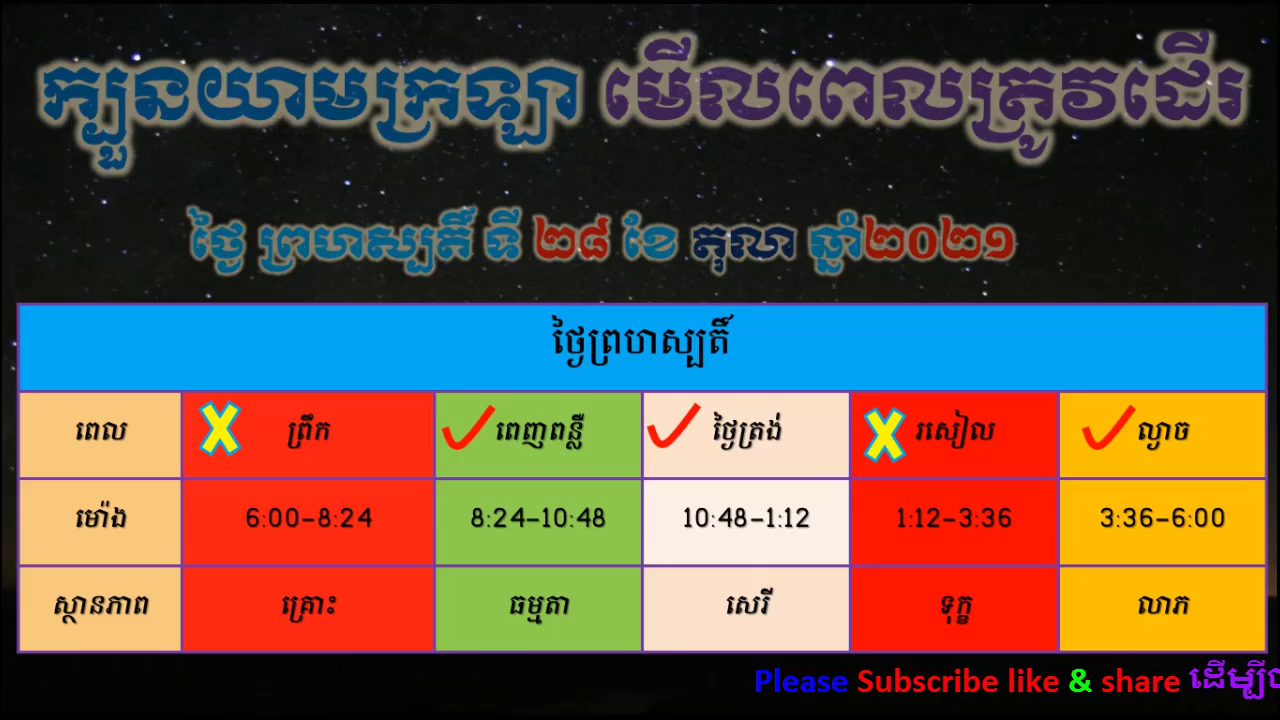 ក្បួនយាមក្រឡា មើលពេលត្រូវដើរ
ថ្ងៃ ព្រហស្បតិ៍ ទី ២៨ ខែ តុលា ឆ្នាំ២០២១
ថ្ងៃព្រហស្បតិ៍
ពេល ព្រឹក ពេញពន្លឺ ថ្ងៃត្រង់ រសៀល ល្ងាច
ម៉ោង 6:00-8:24 8:24-10:48 10:48-1:12 1:12-3:36 3:36-6:00
ស្ថានភាព គ្រោះ ធម្មតា សេរី ទុក្ខ លាភ
Please Subscribe like & share